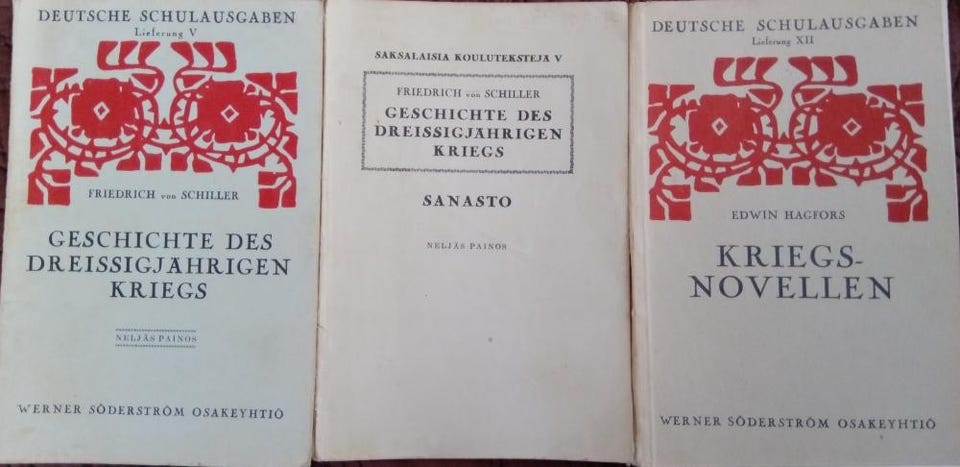 DEUTSCHE SCHULAUSGABEN
Lieferung V
FRIEDRICH von SCHILLER
GESCHICHTE DES
DREISSIGJÄHRIGEN
KRIEGS
NELJÄS PAINOS
WERNER SÖDERSTRÖM OSAKEYHTIÖ
SAKSALAISIA KOULUTEKSTEJÄ V
FRIEDRICH von SCHILLER
GESCHICHTE DES
DREISSIGJÄHRIGEN
KRIEGS
SANASTO
NELJÄS PAINOS
DEUTSCHE SCHULAUSGABEN
Lieferung XII
EDWIN HAGFORS
KRIEGS-
NOVELLEN
WERNER SÖDERSTRÖM OSAKEYHTIÖ